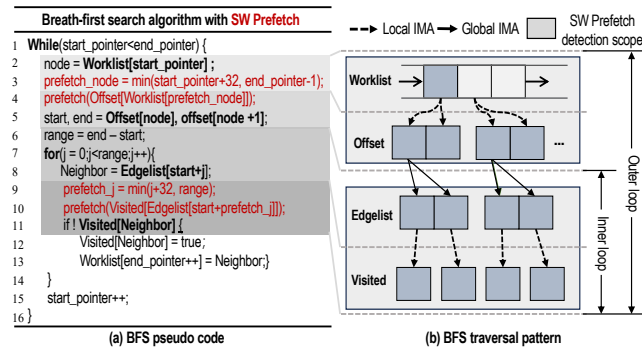 Breath-first search algorithm with SW Prefetch
1 While(start_pointer<end_pointer) {
2 node = Worklist[start_pointer] ;
3 prefetch_node = min(start_pointer+32, end_pointer-1);
4 prefetch(Offset[Worklist[prefetch_node]]);
5 start, end = Offset[node], offset[node +1];
6 range = end – start;
7 for(j = 0;j<range;j++){
8 Neighbor = Edgelist[start+j];
9 prefetch_j = min(j+32, range);
10 prefetch(Visited[Edgelist[start+prefetch_j]]);
11 if ! Visited[Neighbor] {
12 Visited[Neighbor] = true;
13 Worklist[end_pointer++] = Neighbor;}
14 }
15 start_pointer++;
16 }
(a) BFS pseudo code
Local IMA
Global IMA
SW Prefetch
detection scope
Worklist
Offset
...
Edgelist
Visited
Inner loop
Outer loop
(b) BFS traversal pattern